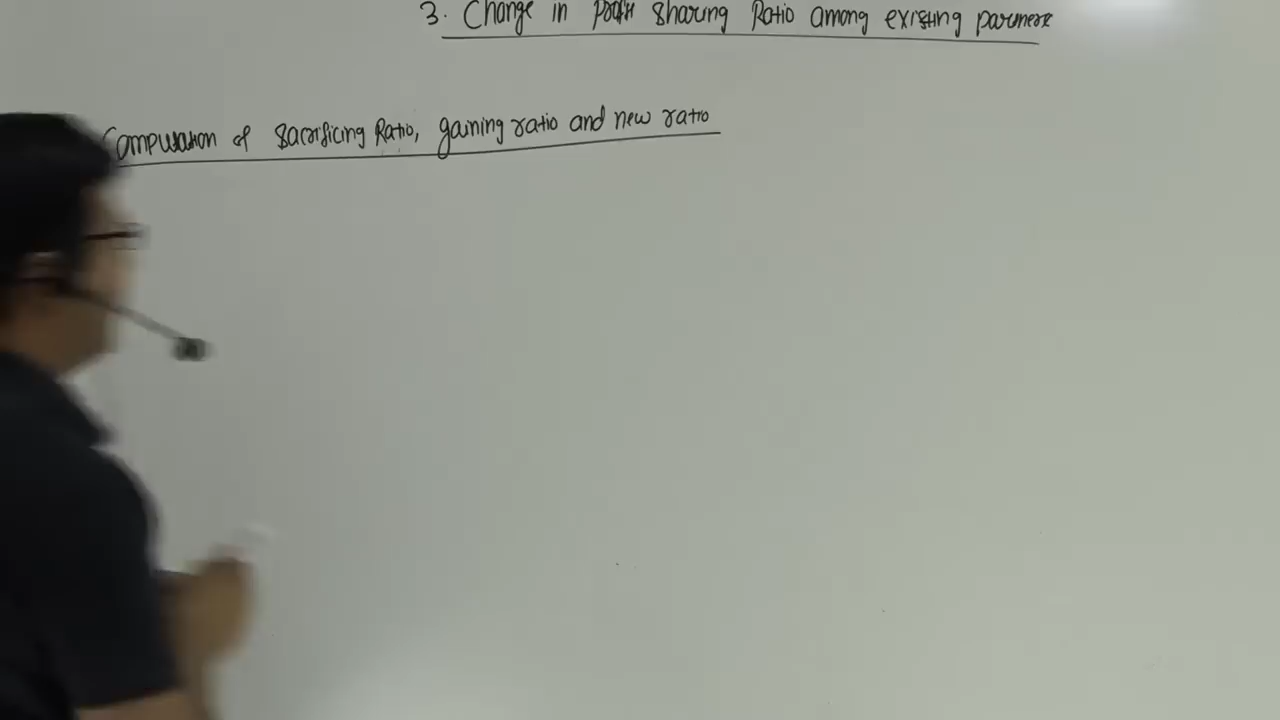 3. Change in Profit Sharing Ratio among existing partners
Computation of Sacrificing Ratio, gaining ratio and new ratio